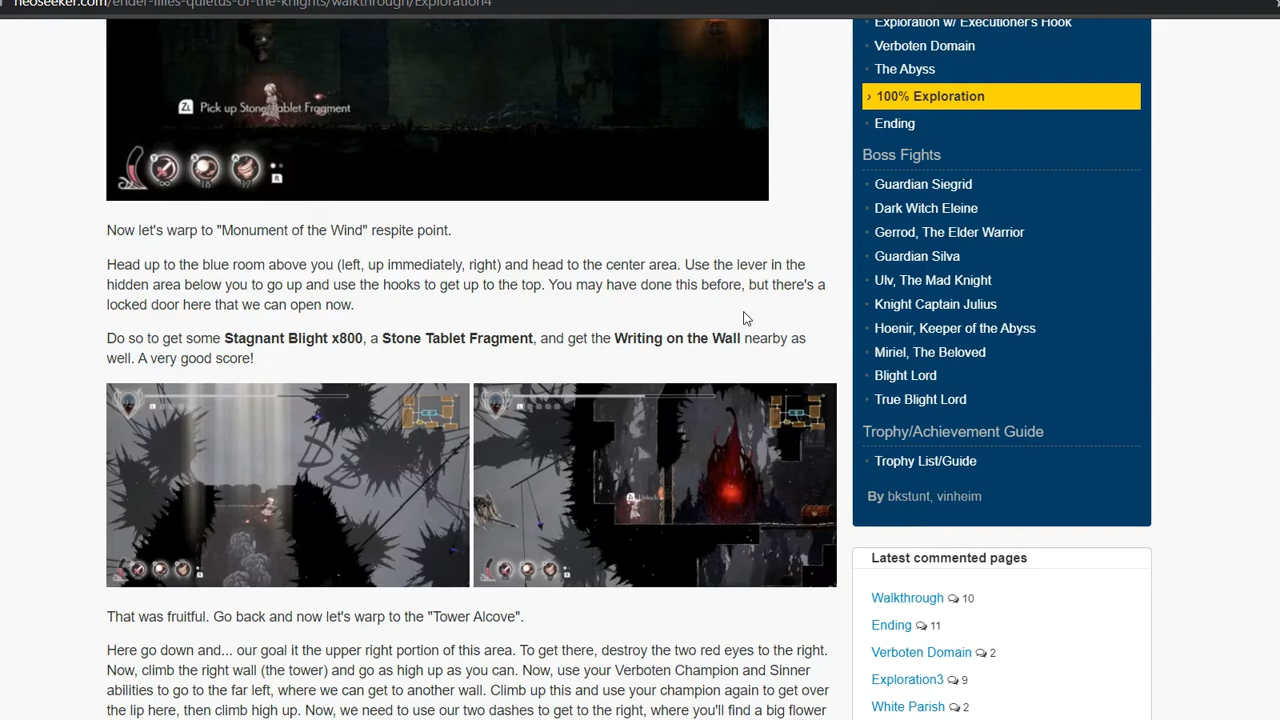 neoseeker.com/ender-lilies-quietus-of-the-knights/walkthrough/Exploration4
ZL Pick up Stone Tablet Fragment
Y X A
∞ 18 17
R
Now let's warp to "Monument of the Wind" respite point.
Head up to the blue room above you (left, up immediately, right) and head to the center area. Use the lever in the
hidden area below you to go up and use the hooks to get up to the top. You may have done this before, but there's a
locked door here that we can open now.
Do so to get some Stagnant Blight x800, a Stone Tablet Fragment, and get the Writing on the Wall nearby as
well. A very good score!
L
L
ZL Unlock
That was fruitful. Go back and now let's warp to the "Tower Alcove".
Here go down and... our goal it the upper right portion of this area. To get there, destroy the two red eyes to the right.
Now, climb the right wall (the tower) and go as high up as you can. Now, use your Verboten Champion and Sinner
abilities to go to the far left, where we can get to another wall. Climb up this and use your champion again to get over
the lip here, then climb high up. Now, we need to use our two dashes to get to the right, where you'll find a big flower
Exploration w/ Executioner's Hook
Verboten Domain
The Abyss
› 100% Exploration
Ending
Boss Fights
Guardian Siegrid
Dark Witch Eleine
Gerrod, The Elder Warrior
Guardian Silva
Ulv, The Mad Knight
Knight Captain Julius
Hoenir, Keeper of the Abyss
Miriel, The Beloved
Blight Lord
True Blight Lord
Trophy/Achievement Guide
Trophy List/Guide
By bkstunt, vinheim
Latest commented pages
Walkthrough 10
Ending 11
Verboten Domain 2
Exploration3 9
White Parish 2